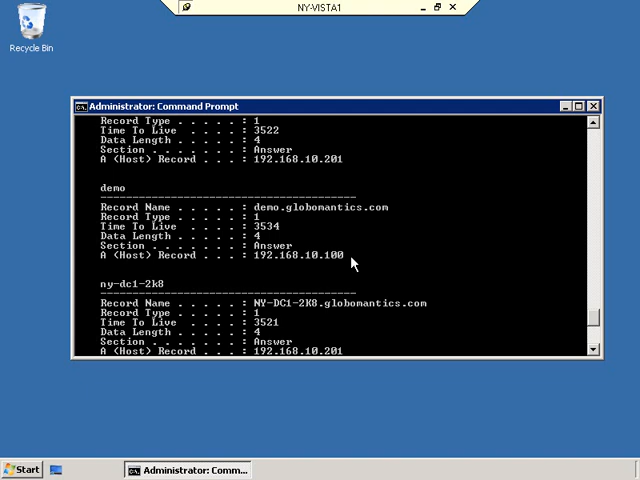 NY-VISTA1
Recycle Bin
Administrator: Command Prompt
Record Type . . . . . : 1
Time To Live . . . . : 3522
Data Length . . . . . : 4
Section . . . . . . . : Answer
A (Host) Record . . . : 192.168.10.201
demo
----------------------------------------
Record Name . . . . . : demo.globomantics.com
Record Type . . . . . : 1
Time To Live . . . . : 3534
Data Length . . . . . : 4
Section . . . . . . . : Answer
A (Host) Record . . . : 192.168.10.100
ny-dc1-2k8
----------------------------------------
Record Name . . . . . : NY-DC1-2K8.globomantics.com
Record Type . . . . . : 1
Time To Live . . . . : 3521
Data Length . . . . . : 4
Section . . . . . . . : Answer
A (Host) Record . . . : 192.168.10.201
Start
Administrator: Comm...